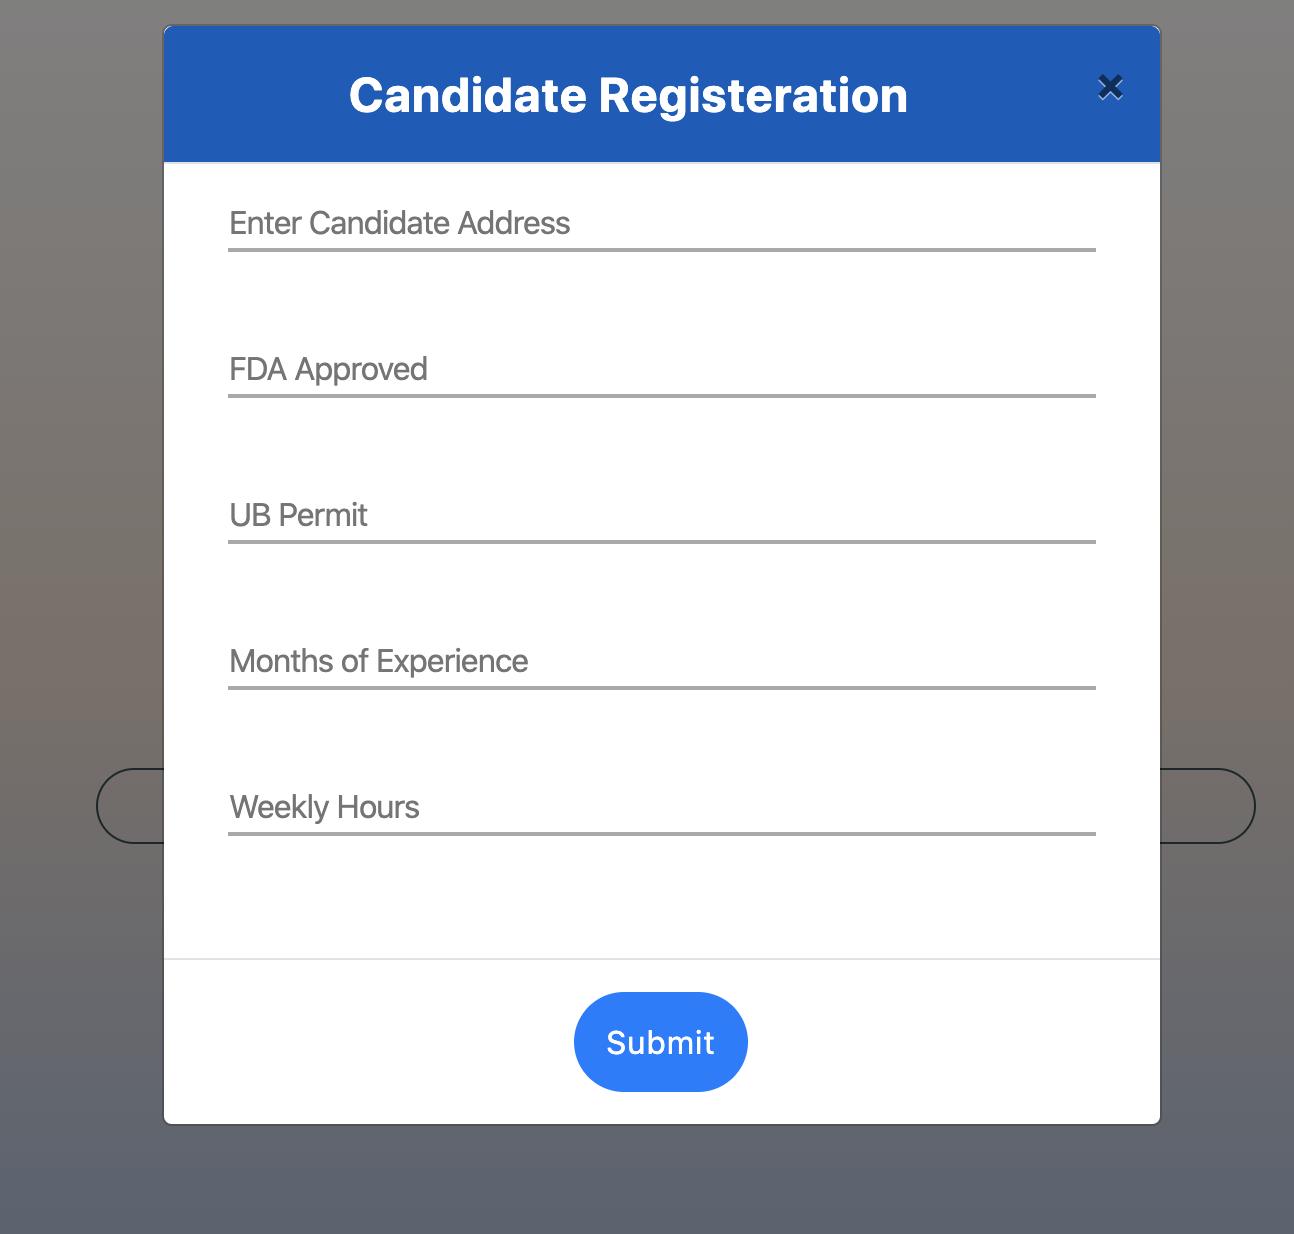 Candidate Registeration
Enter Candidate Address
FDA Approved
UB Permit
Months of Experience
Weekly Hours
Submit